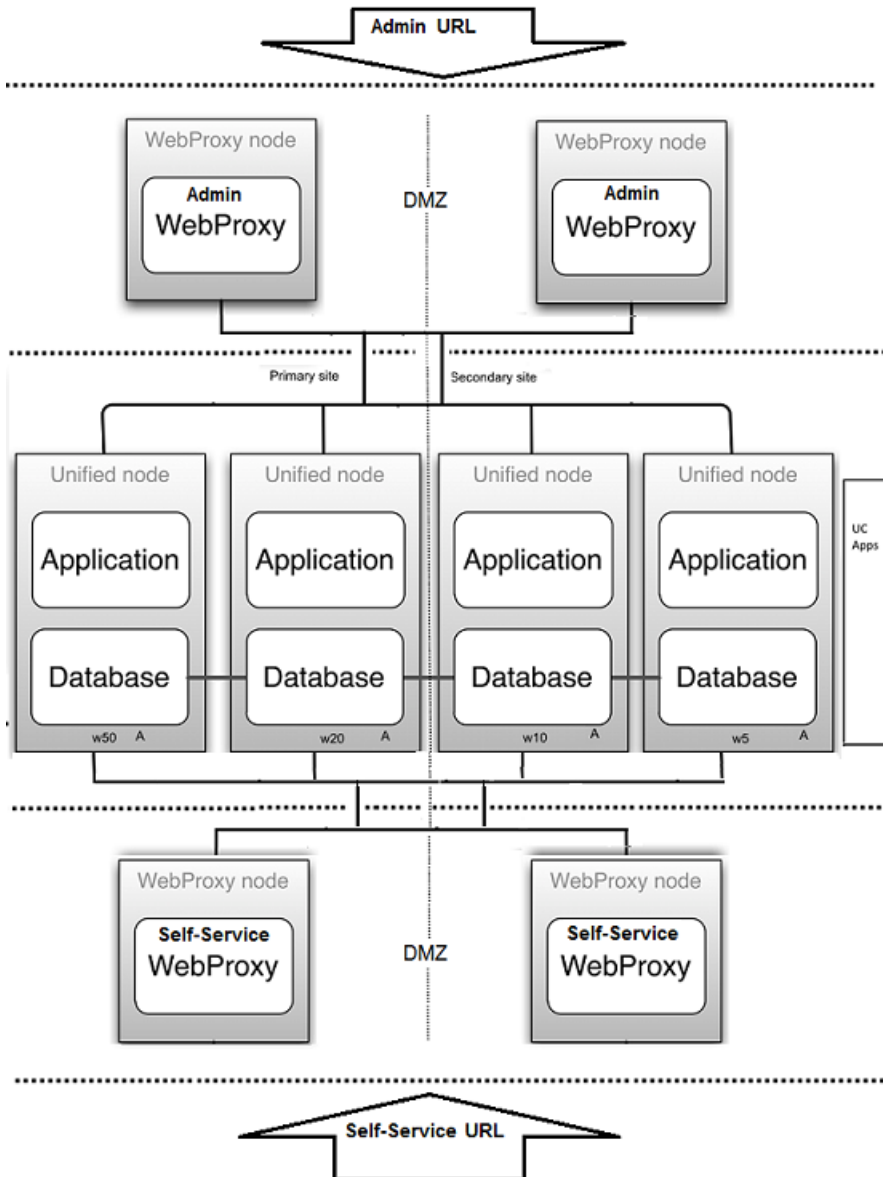 Admin URL
WebProxy node
Admin
WebProxy
DMZ
WebProxy node
Admin
WebProxy
Primary site
Secondary site
Unified node
Application
Database
w50 A
Unified node
Application
Database
w20 A
Unified node
Application
Database
w10 A
Unified node
Application
Database
w5 A
UC
Apps
WebProxy node
Self-Service
WebProxy
DMZ
WebProxy node
Self-Service
WebProxy
Self-Service URL